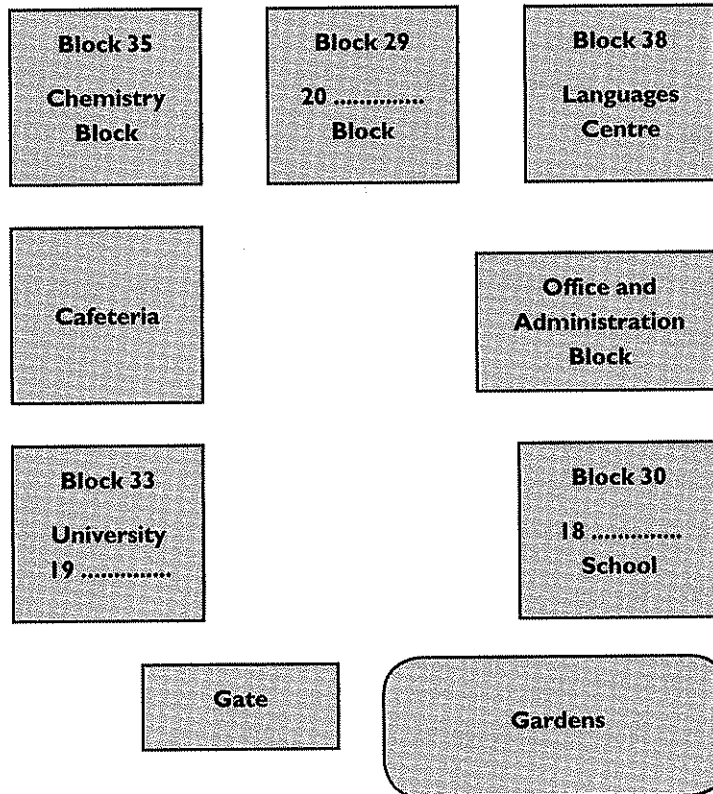 Block 35
Chemistry
Block
Block 29
20 ..............
Block
Block 38
Languages
Centre
Cafeteria
Office and
Administration
Block
Block 33
University
19 ..............
Block 30
18 ..............
School
Gate
Gardens